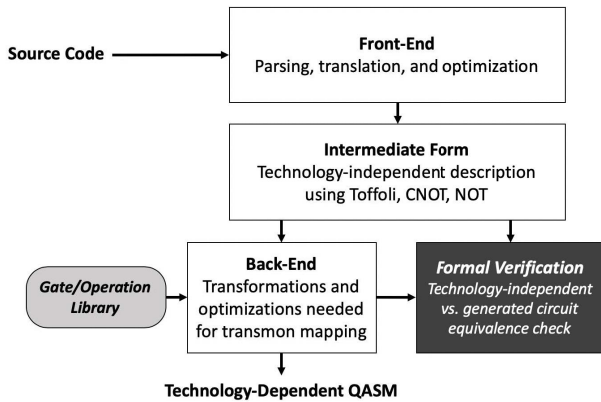 Front-End
Source Code
Parsing, translation, and optimization
Intermediate Form
Technology-independent description
using Toffoli, CNOT, NOT
Gate/Operation
Library
Back-End
Transformations and
optimizations needed
for transmon mapping
Formal Verification
Technology-independent
vs. generated circuit
equivalence check
Technology-Dependent QASM